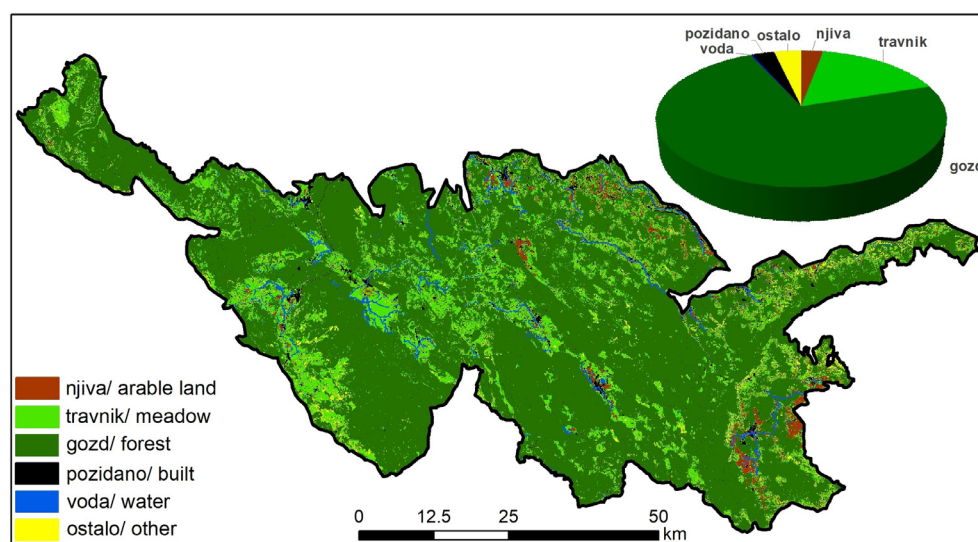 pozidano ostalo njiva
voda travnik
gozd
njiva/ arable land
travnik/ meadow
gozd/ forest
pozidano/ built
voda/ water
ostalo/ other
0 12.5 25 50
km